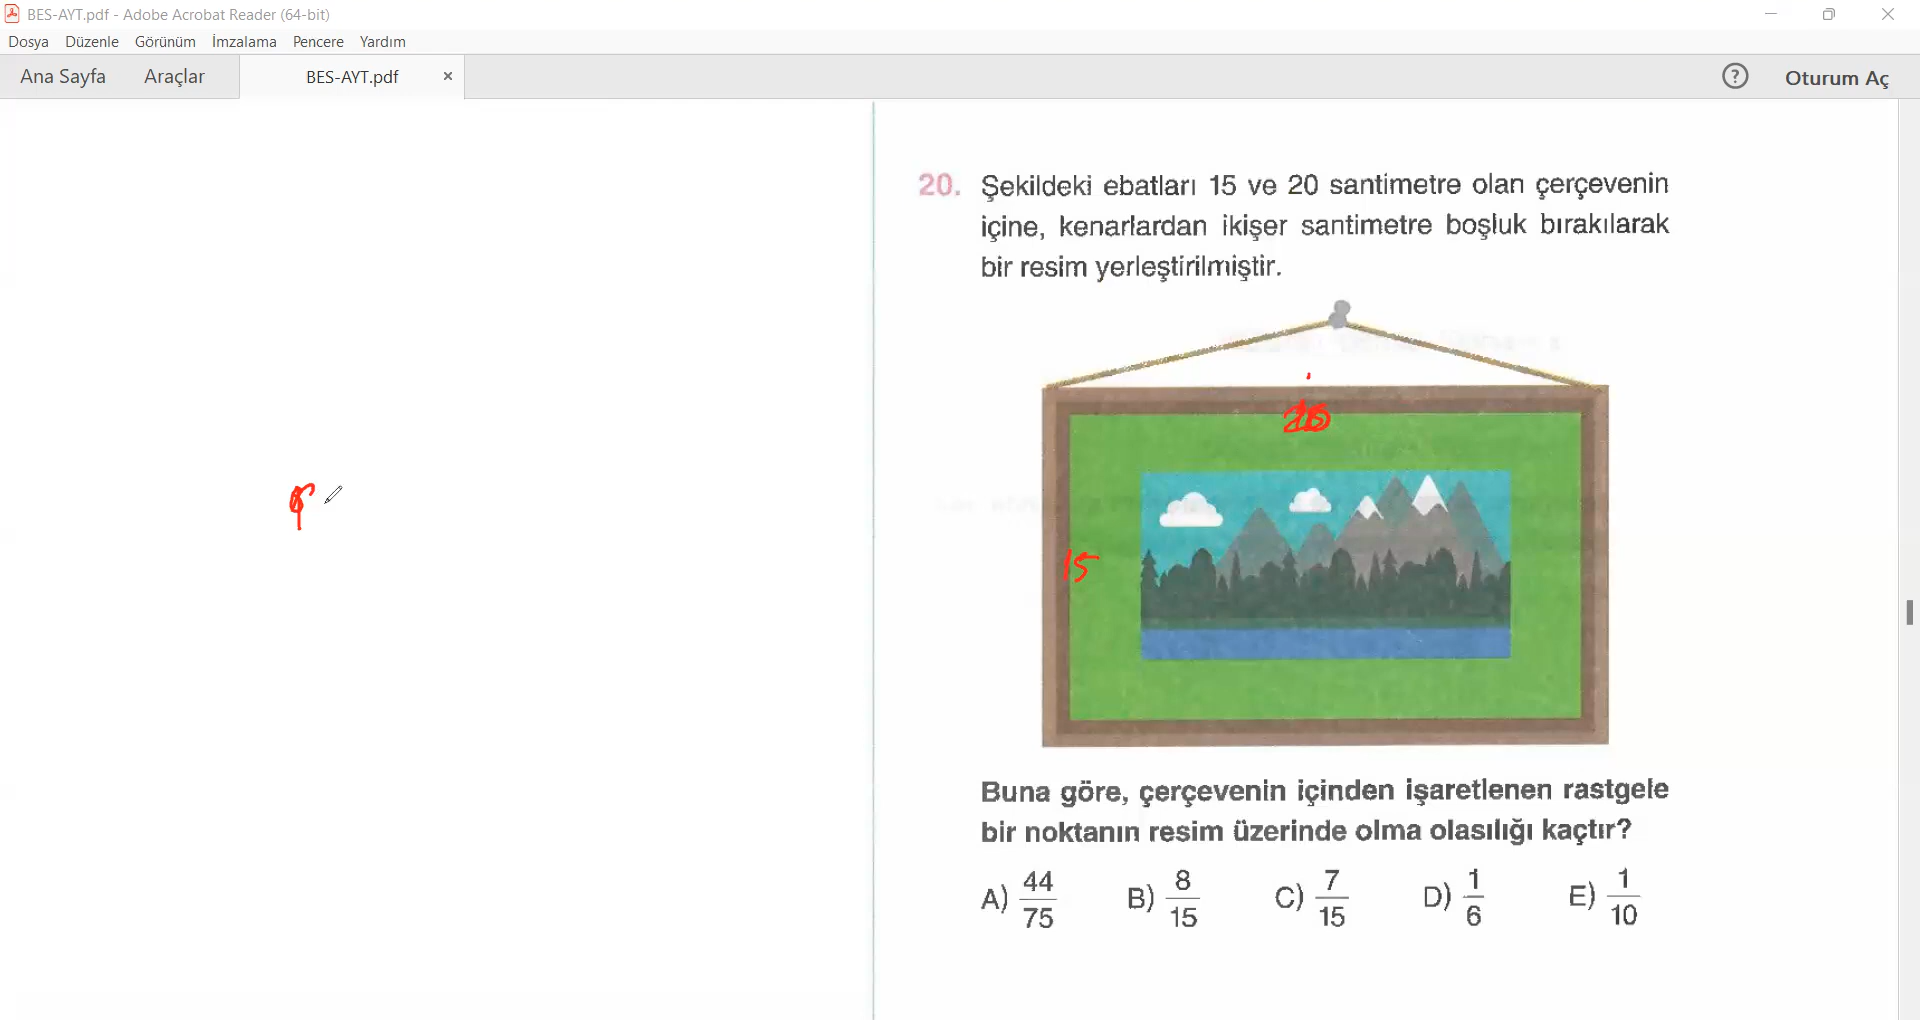 BES-AYT.pdf - Adobe Acrobat Reader (64-bit)
Dosya Düzenle Görünüm İmzalama Pencere Yardım
Ana Sayfa Araçlar BES-AYT.pdf × ? Oturum Aç
20. Şekildeki ebatları 15 ve 20 santimetre olan çerçevenin
içine, kenarlardan ikişer santimetre boşluk bırakılarak
bir resim yerleştirilmiştir.
15
Buna göre, çerçevenin içinden işaretlenen rastgele
bir noktanın resim üzerinde olma olasılığı kaçtır?
A) 44/75 B) 8/15 C) 7/15 D) 1/6 E) 1/10